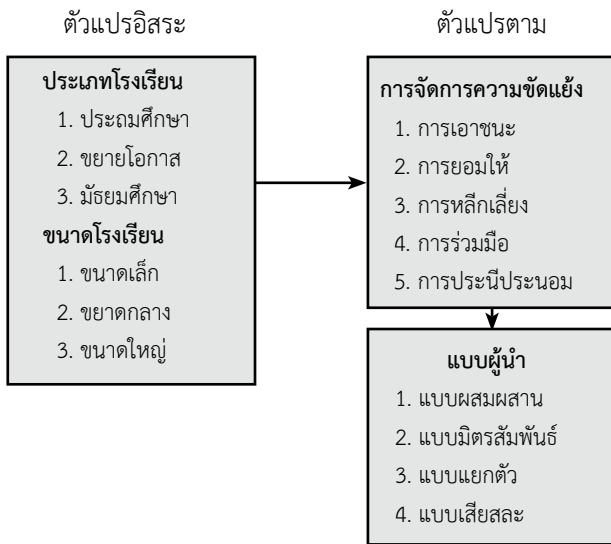 ตัวแปรอิสระ
ประเภทโรงเรียน
1. ประถมศึกษา
2. ขยายโอกาส
3. มัธยมศึกษา
ขนาดโรงเรียน
1. ขนาดเล็ก
2. ขยาดกลาง
3. ขนาดใหญ่
ตัวแปรตาม
การจัดการความขัดแย้ง
1. การเอาชนะ
2. การยอมให้
3. การหลีกเลี่ยง
4. การร่วมมือ
5. การประนีประนอม
แบบผู้นำ
1. แบบผสมผสาน
2. แบบมิตรสัมพันธ์
3. แบบแยกตัว
4. แบบเสียสละ